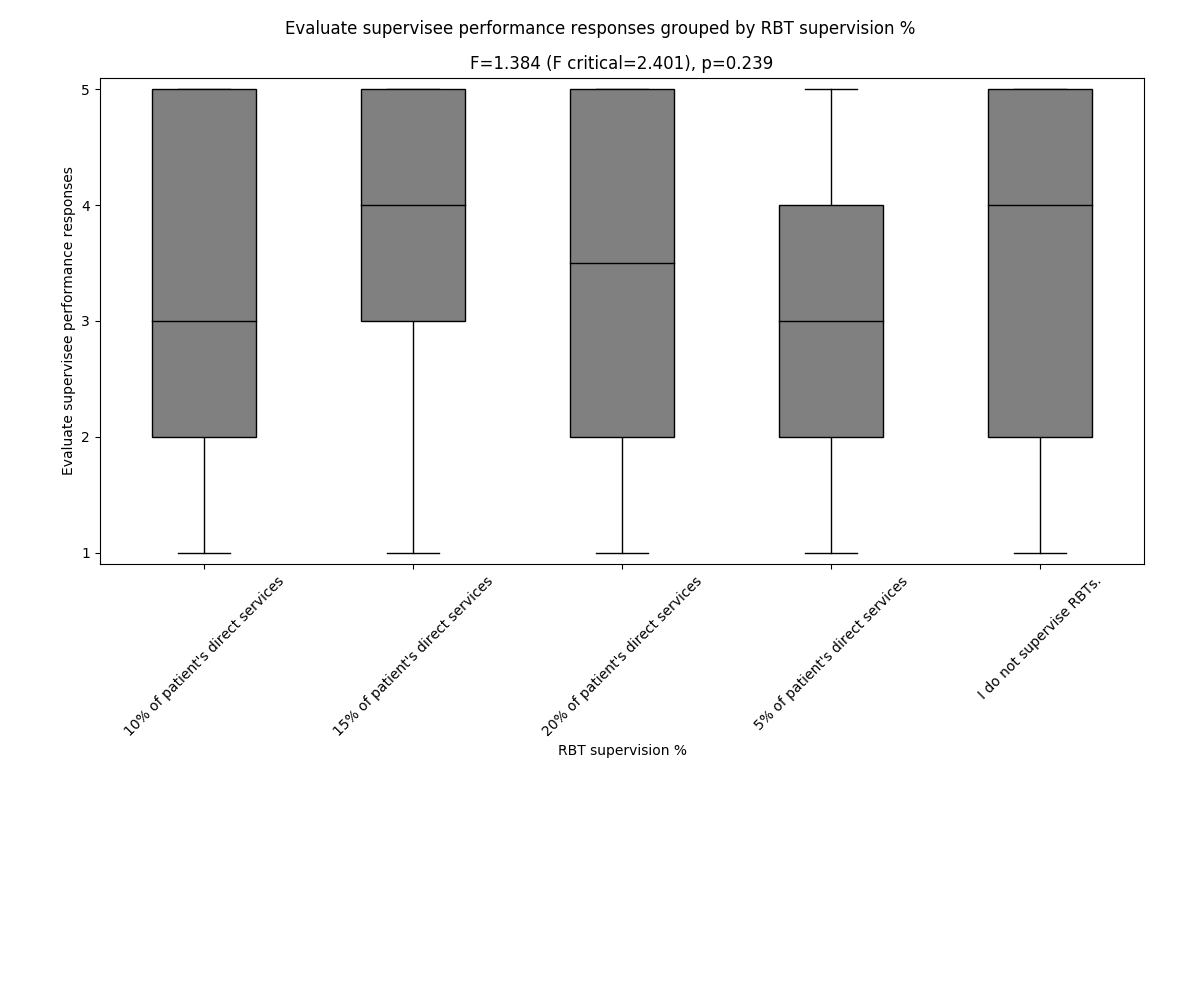 Evaluate supervisee performance responses grouped by RBT supervision %
F=1.384 (F critical=2.401), p=0.239
Evaluate supervisee performance responses
5
4
3
2
1
10% of patient's direct services
15% of patient's direct services
20% of patient's direct services
5% of patient's direct services
I do not supervise RBTs.
RBT supervision %